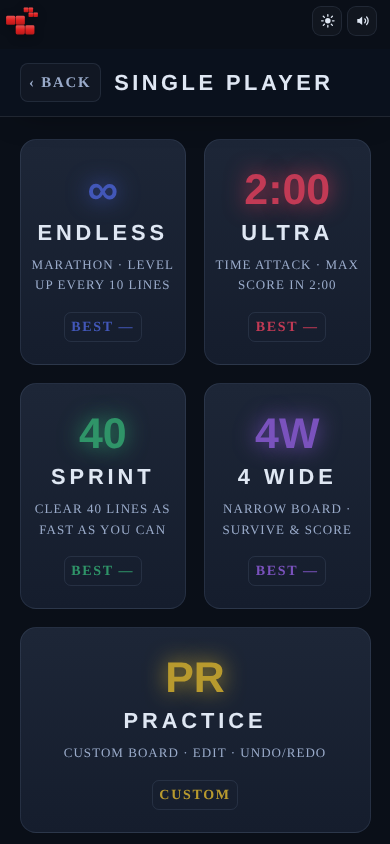 ‹ BACK
SINGLE PLAYER
∞
ENDLESS
MARATHON · LEVEL
UP EVERY 10 LINES
BEST —
2:00
ULTRA
TIME ATTACK · MAX
SCORE IN 2:00
BEST —
40
SPRINT
CLEAR 40 LINES AS
FAST AS YOU CAN
BEST —
4W
4 WIDE
NARROW BOARD ·
SURVIVE & SCORE
BEST —
PR
PRACTICE
CUSTOM BOARD · EDIT · UNDO/REDO
CUSTOM